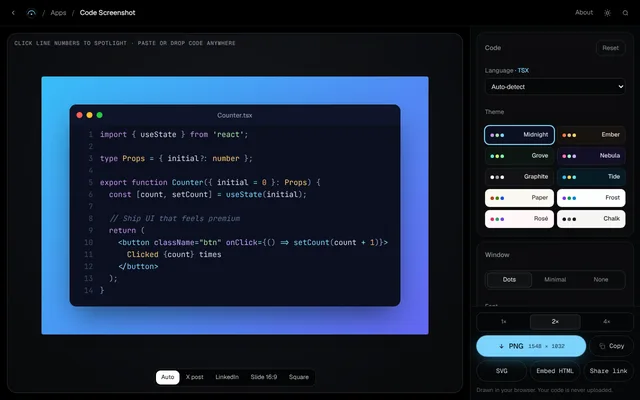 / Apps / Code Screenshot
About
CLICK LINE NUMBERS TO SPOTLIGHT · PASTE OR DROP CODE ANYWHERE
Counter.tsx
1 import { useState } from 'react';
2
3 type Props = { initial?: number };
4
5 export function Counter({ initial = 0 }: Props) {
6 const [count, setCount] = useState(initial);
7
8 // Ship UI that feels premium
9 return (
10 <button className="btn" onClick={() => setCount(count + 1)}>
11 Clicked {count} times
12 </button>
13 );
14 }
Auto X post LinkedIn Slide 16:9 Square
Code Reset
Language · TSX
Auto-detect
Theme
Midnight Ember
Grove Nebula
Graphite Tide
Paper Frost
Rosé Chalk
Window
Dots Minimal None
Font
1× 2× 4×
↓ PNG 1548 × 1032 Copy
SVG Embed HTML Share link
Drawn in your browser. Your code is never uploaded.